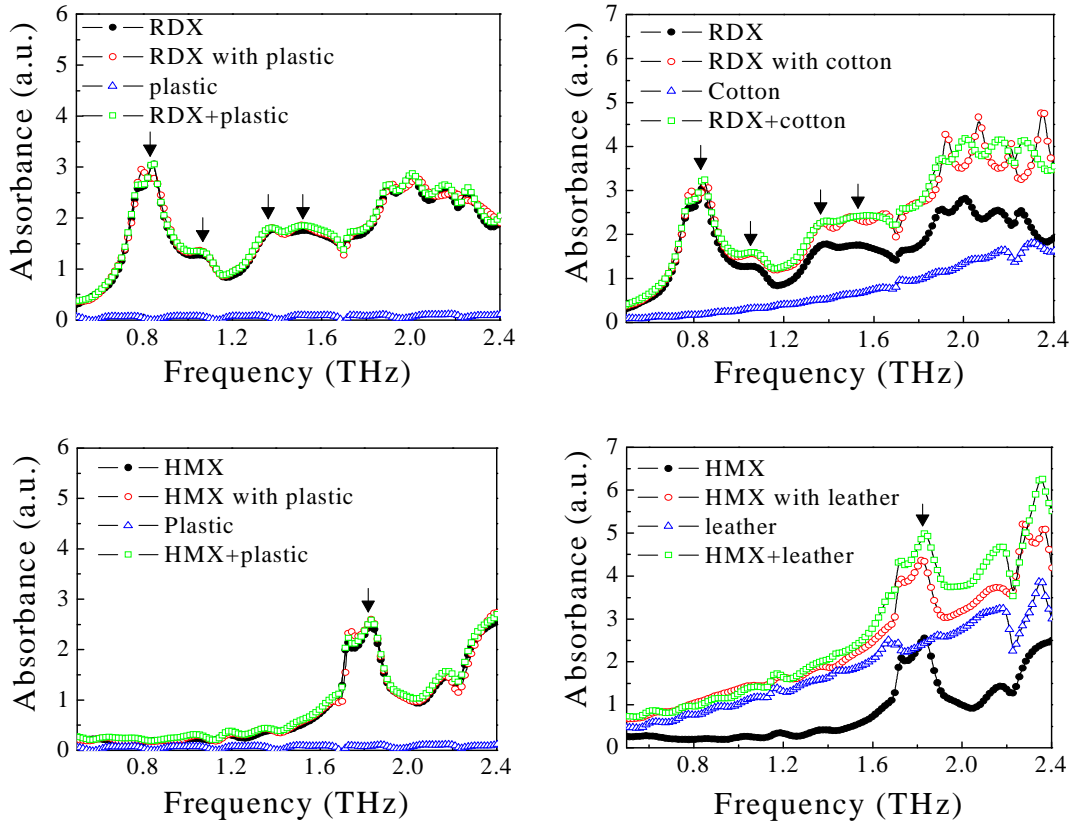 RDX
RDX with plastic
plastic
RDX+plastic
Absorbance (a.u.)
6
5
4
3
2
1
0
0.8 1.2 1.6 2.0 2.4
Frequency (THz)
RDX
RDX with cotton
Cotton
RDX+cotton
Absorbance (a.u.)
7
6
5
4
3
2
1
0
0.8 1.2 1.6 2.0 2.4
Frequency (THz)
HMX
HMX with plastic
Plastic
HMX+plastic
Absorbance (a.u.)
6
5
4
3
2
1
0
0.8 1.2 1.6 2.0 2.4
Frequency (THz)
HMX
HMX with leather
leather
HMX+leather
Absorbance (a.u.)
7
6
5
4
3
2
1
0
0.8 1.2 1.6 2.0 2.4
Frequency (THz)